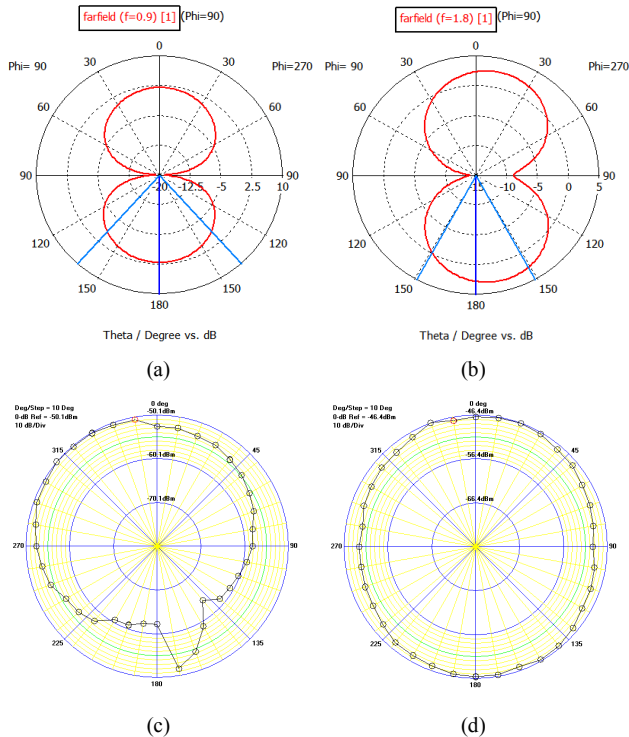 farfield (f=0.9) [1] (Phi=90)
0
Phi= 90 30 30 Phi=270
60 60
90 -20 -12.5 -5 2.5 10 90
120 120
150 150
180
Theta / Degree vs. dB
(a)
farfield (f=1.8) [1] (Phi=90)
0
Phi= 90 30 30 Phi=270
60 60
90 -15 -10 -5 0 5 90
120 120
150 150
180
Theta / Degree vs. dB
(b)
Deg/Step = 10 Deg
0-dB Ref = -50.1dBm
10 dB/Div
0 deg
-50.1dBm
315 45
-60.1dBm
-70.1dBm
270 90
225 135
180
(c)
Deg/Step = 10 Deg
0-dB Ref = -46.4dBm
10 dB/Div
0 deg
-46.4dBm
315 45
-56.4dBm
-66.4dBm
270 90
225 135
180
(d)